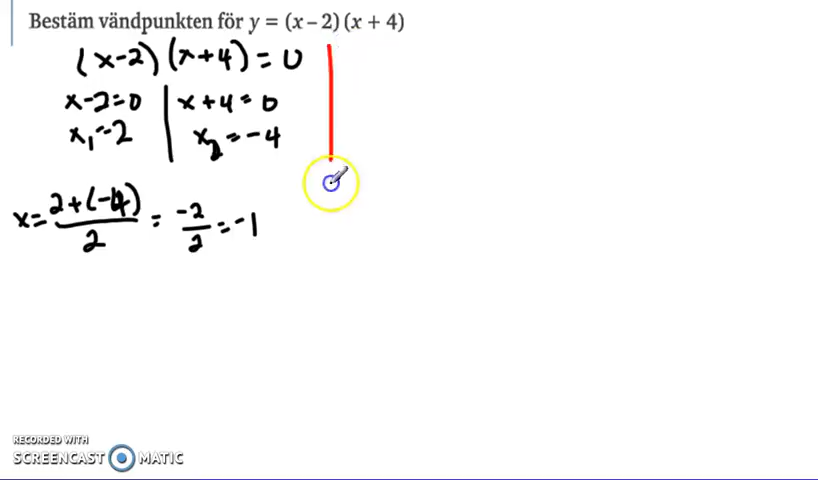 Bestäm vändpunkten för y = (x – 2) (x + 4)
(x-2) (x+4) = 0
x-2=0 | x+4=0
x₁=2 | x₂=-4
x= 2+(-4)/2 = -2/2 = -1
RECORDED WITH
SCREENCAST MATIC